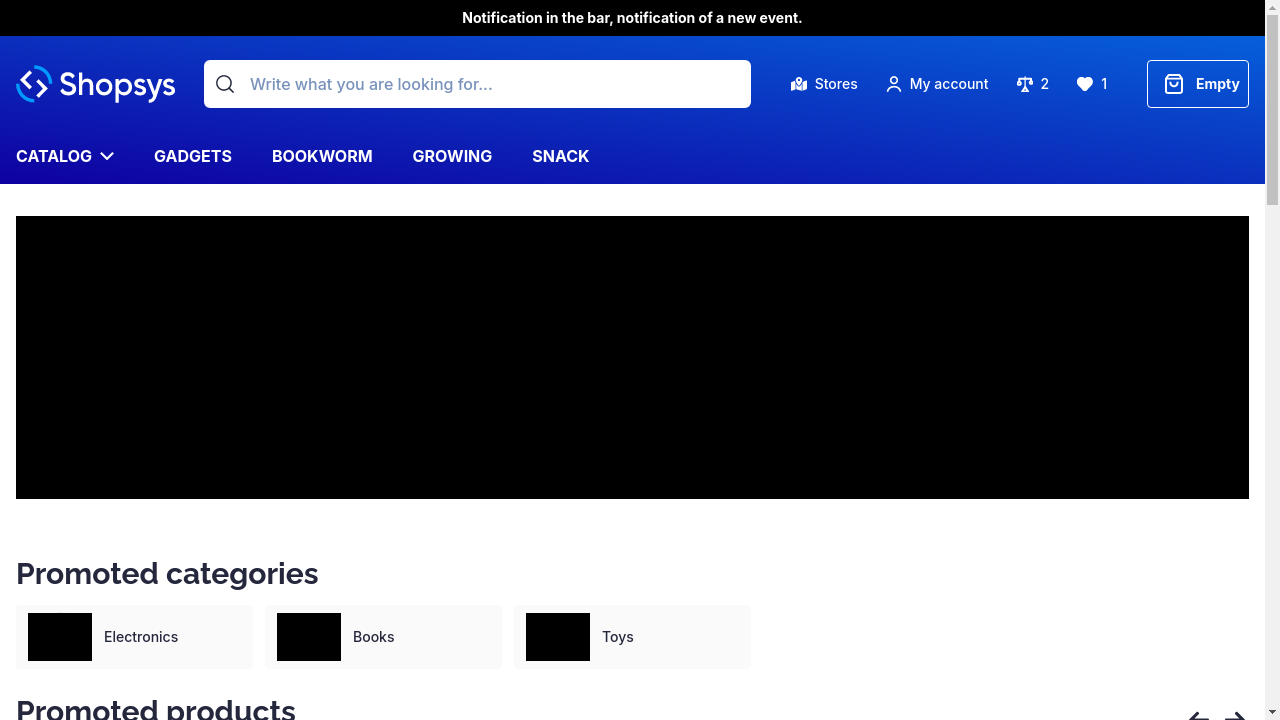 Notification in the bar, notification of a new event.
Shopsys
Write what you are looking for...
Stores
My account
2
1
Empty
CATALOG
GADGETS
BOOKWORM
GROWING
SNACK
Promoted categories
Electronics
Books
Toys
Promoted products